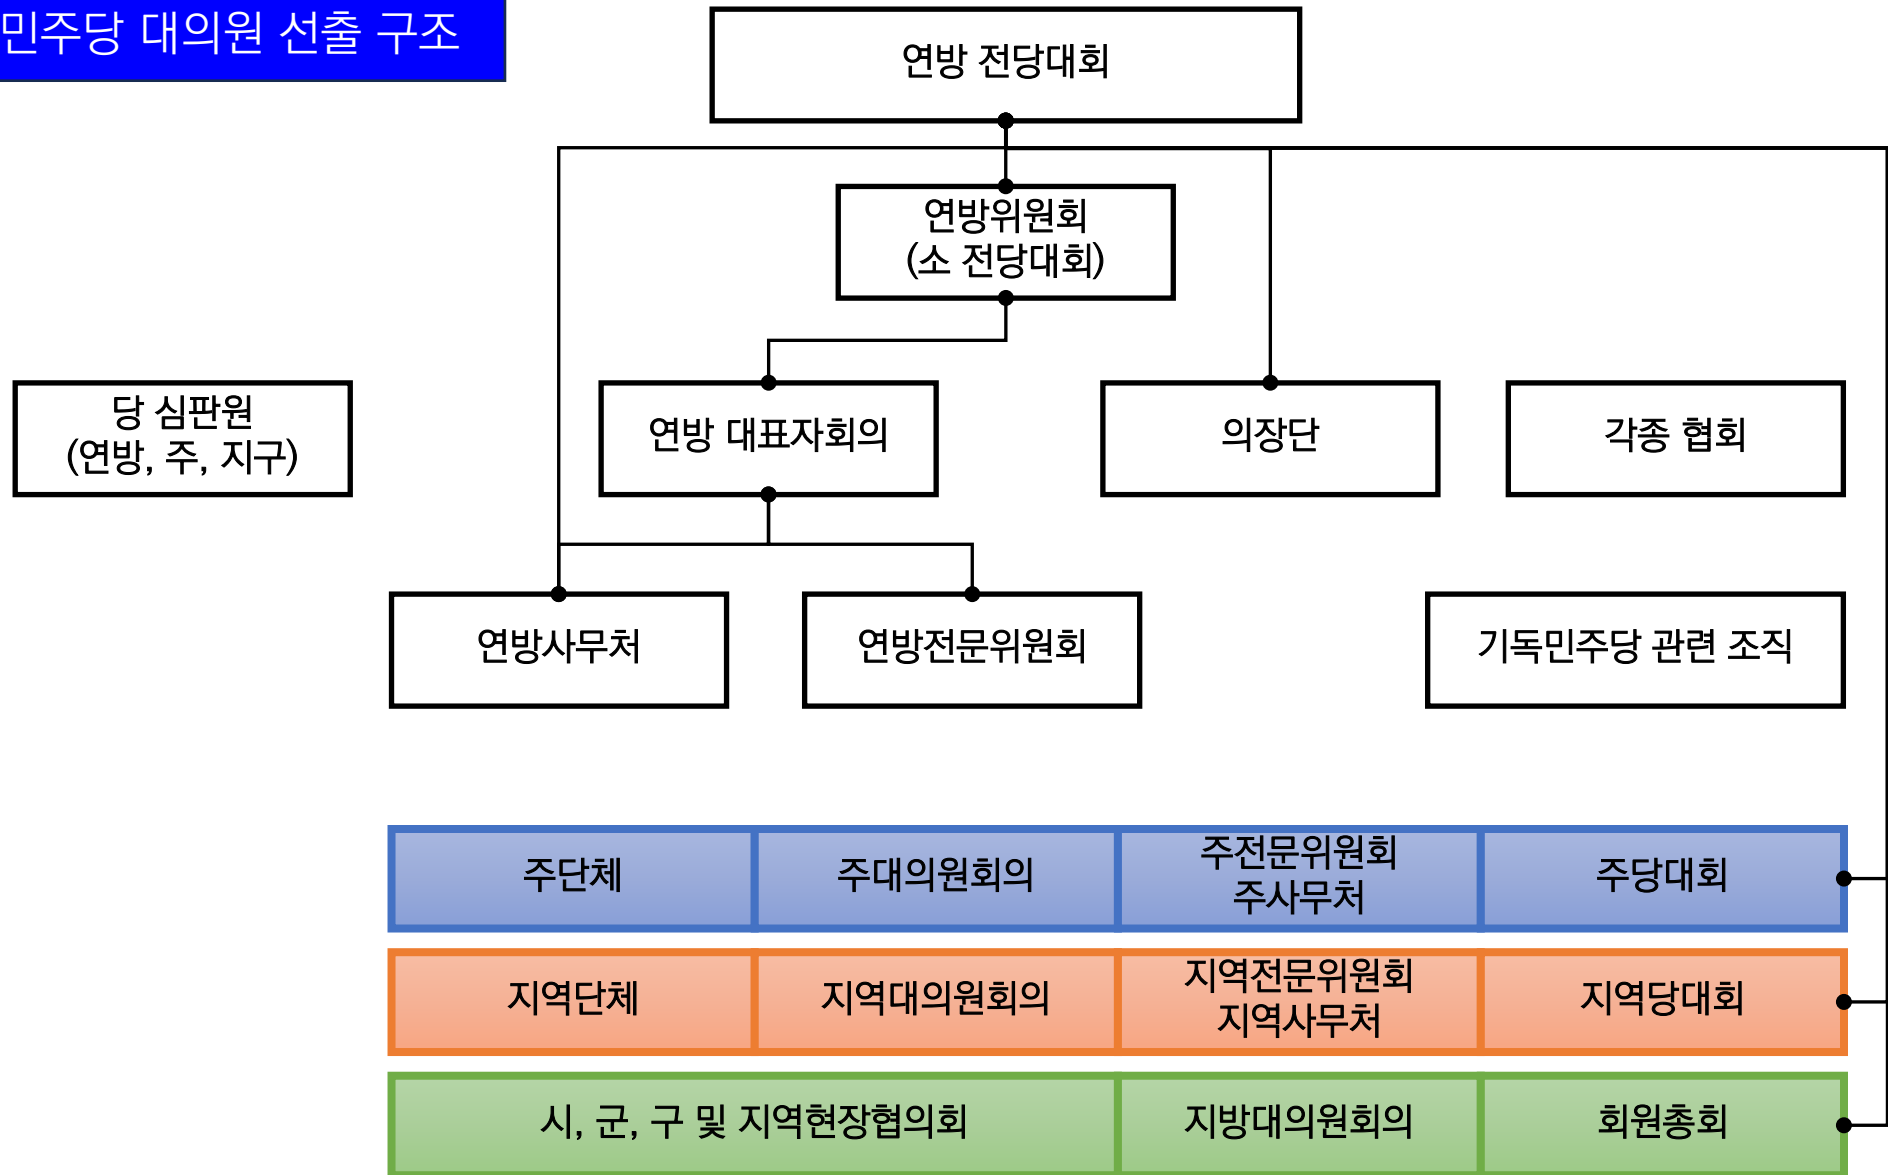 민주당 대의원 선출 구조
연방 전당대회
연방위원회
(소 전당대회)
당 심판원
(연방, 주, 지구)
연방 대표자회의
의장단
각종 협회
연방사무처
연방전문위원회
기독민주당 관련 조직
주단체
주대의원회의
주전문위원회
주사무처
주당대회
지역단체
지역대의원회의
지역전문위원회
지역사무처
지역당대회
시, 군, 구 및 지역현장협의회
지방대의원회의
회원총회